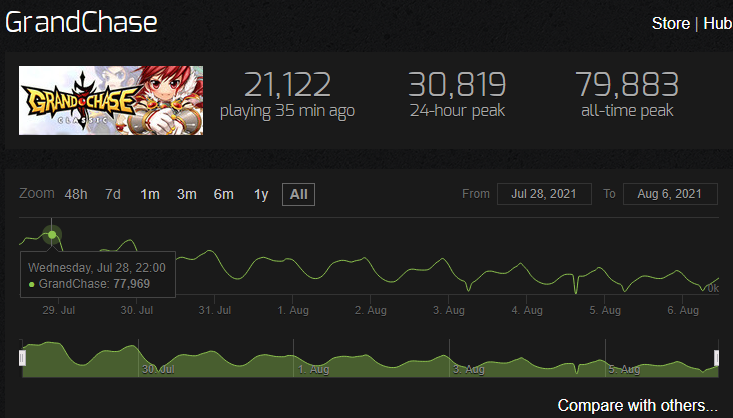 GrandChase
Store | Hub
GRAND CHASE
CLASSIC
21,122
playing 35 min ago
30,819
24-hour peak
79,883
all-time peak
Zoom 48h 7d 1m 3m 6m 1y All
From Jul 28, 2021 To Aug 6, 2021
Wednesday, Jul 28, 22:00
● GrandChase: 77,969
0k
29. Jul 30. Jul 31. Jul 1. Aug 2. Aug 3. Aug 4. Aug 5. Aug 6. Aug
30. Jul 1. Aug 3. Aug 5. Aug
Compare with others...